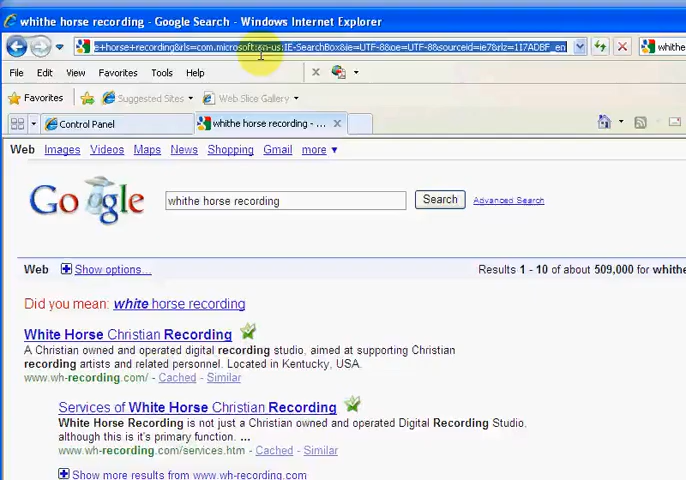 whithe horse recording - Google Search - Windows Internet Explorer
e+horse+recording&rls=com.microsoft:en-us:IE-SearchBox&ie=UTF-8&oe=UTF-8&sourceid=ie7&rlz=1I7ADBF_en
whithe
File Edit View Favorites Tools Help
Favorites Suggested Sites Web Slice Gallery
Control Panel whithe horse recording - ...
Web Images Videos Maps News Shopping Gmail more
Google whithe horse recording Search Advanced Search
Web Show options... Results 1 - 10 of about 509,000 for whithe
Did you mean: white horse recording
White Horse Christian Recording
A Christian owned and operated digital recording studio, aimed at supporting Christian
recording artists and related personnel. Located in Kentucky, USA.
www.wh-recording.com/ - Cached - Similar
Services of White Horse Christian Recording
White Horse Recording is not just a Christian owned and operated Digital Recording Studio,
although this is it's primary function. ...
www.wh-recording.com/services.htm - Cached - Similar
Show more results from www.wh-recording.com